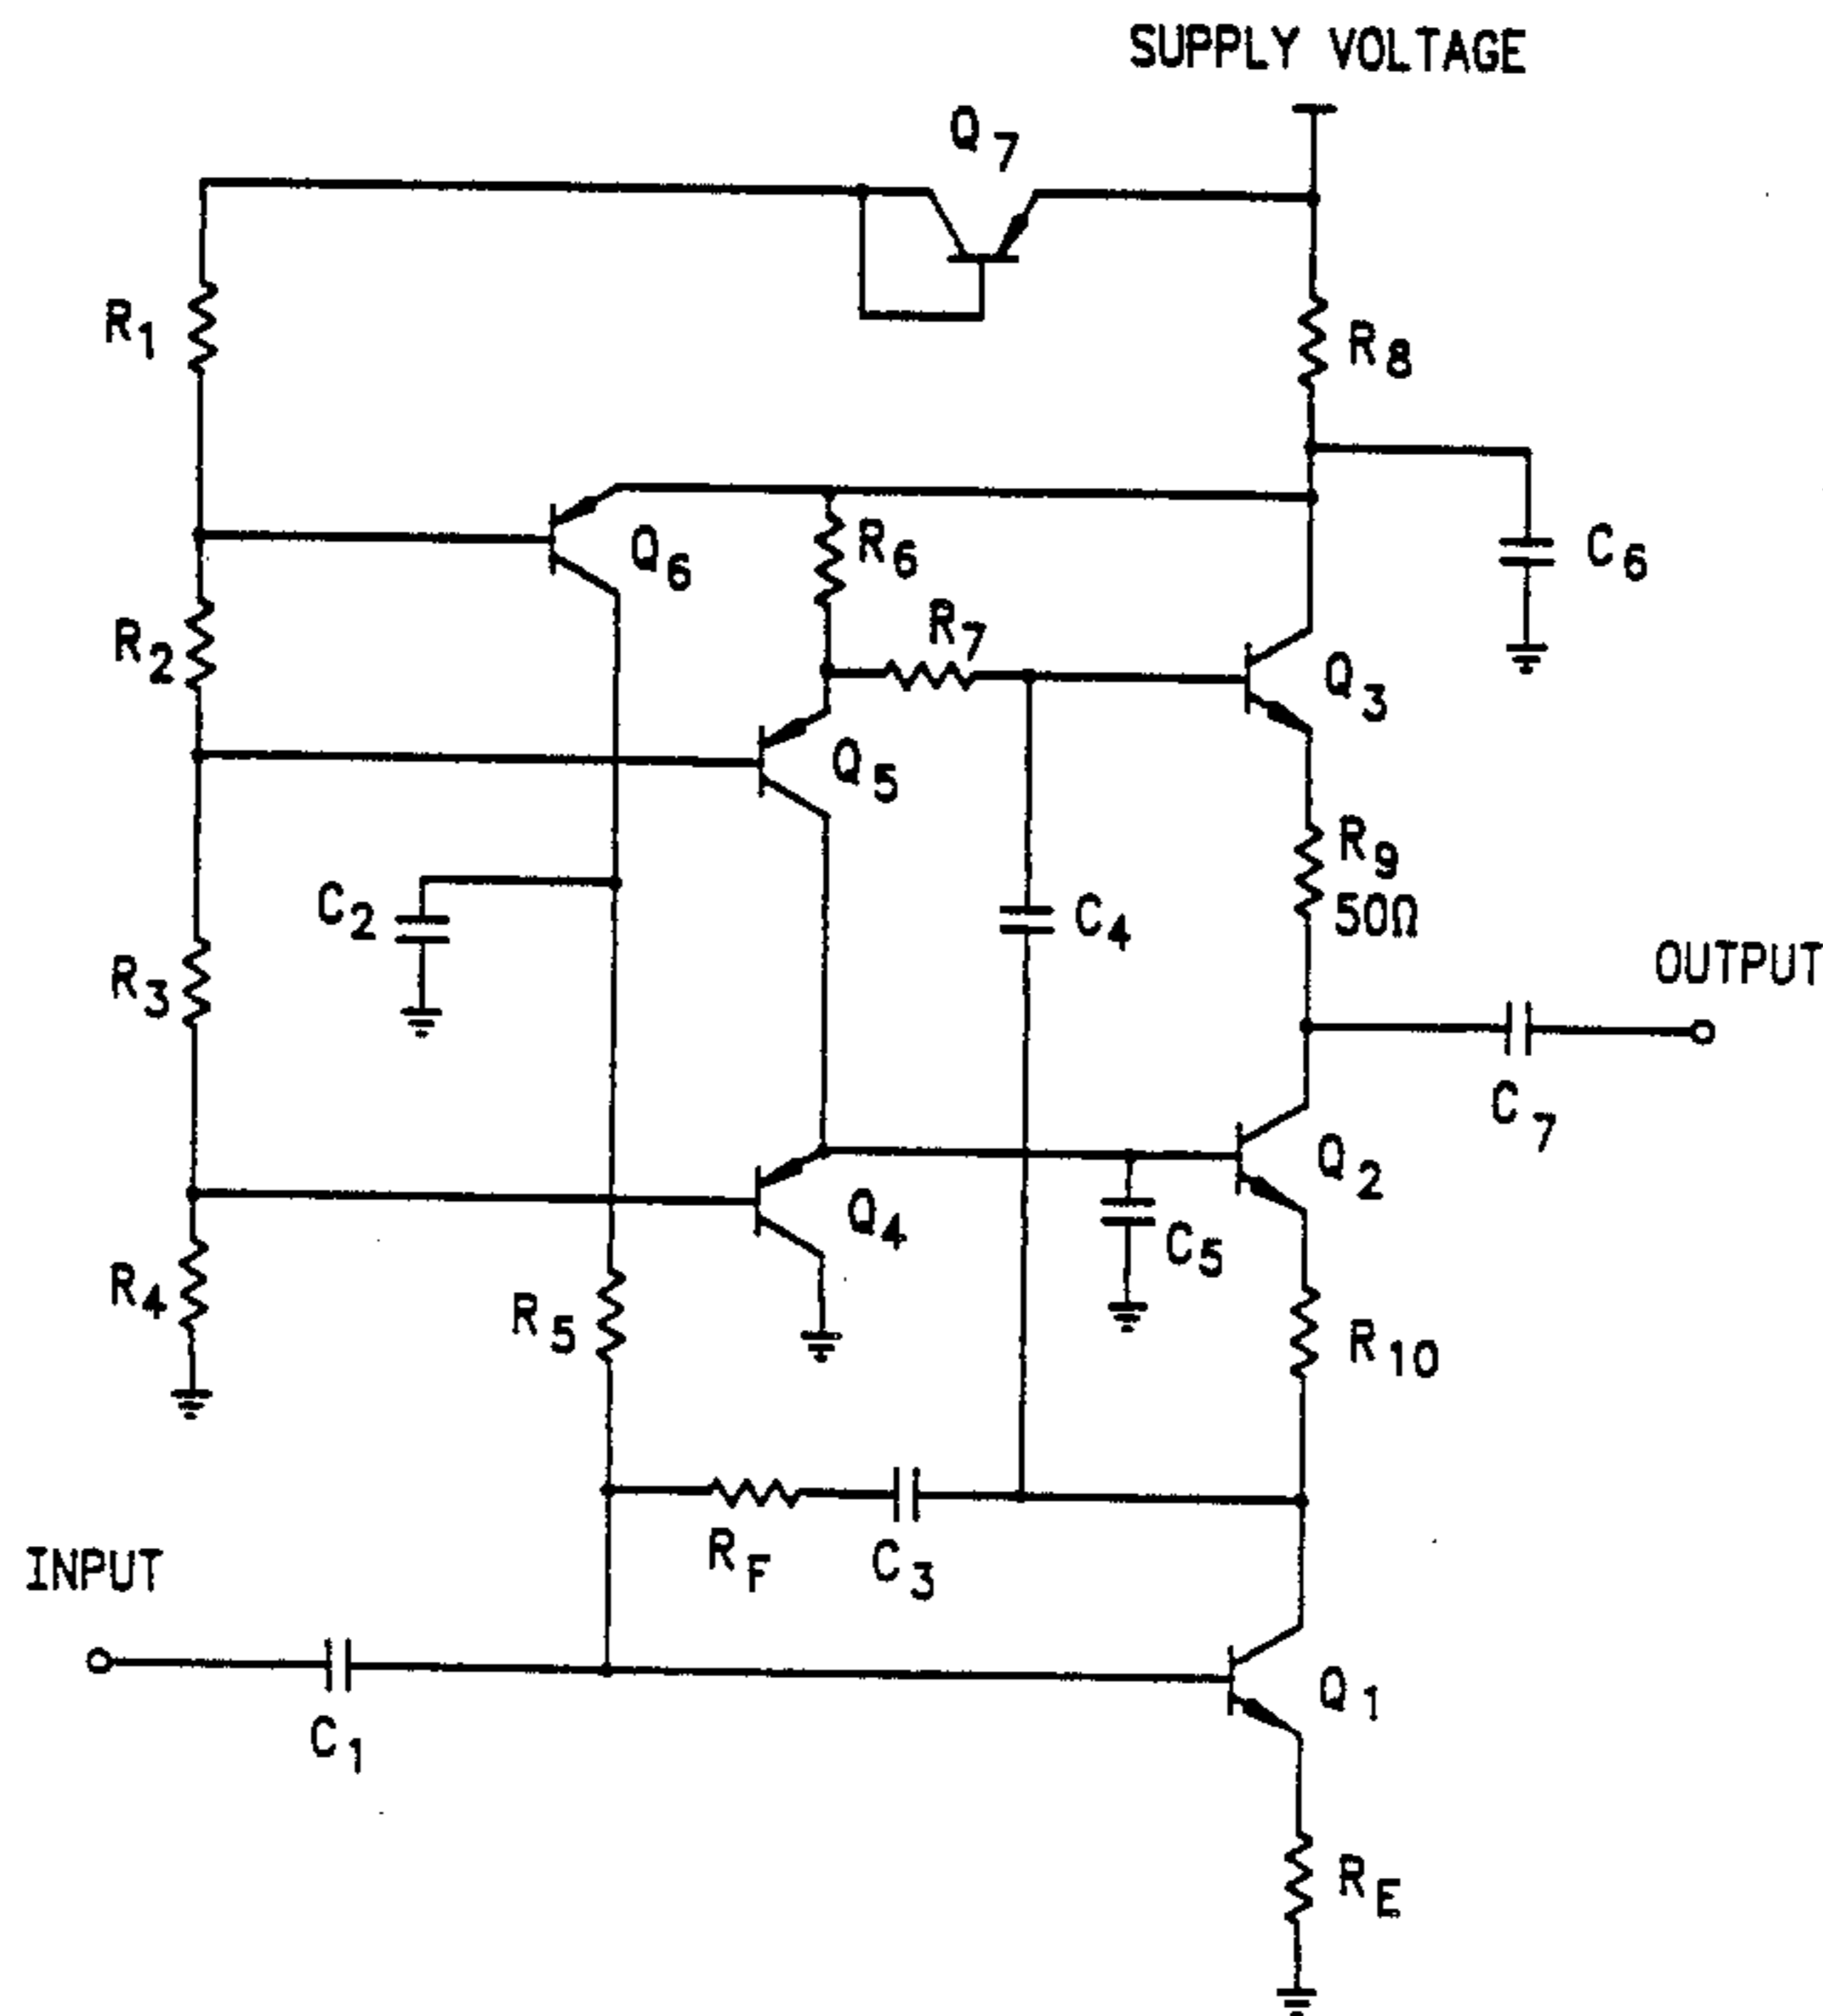 SUPPLY VOLTAGE
Q7
R1
R8
Q6
R6
C6
R2
R7
Q3
Q5
R9
50Ω
C2
C4
OUTPUT
R3
C7
Q2
Q4
C5
R4
R5
R10
INPUT
RF
C3
Q1
C1
RE